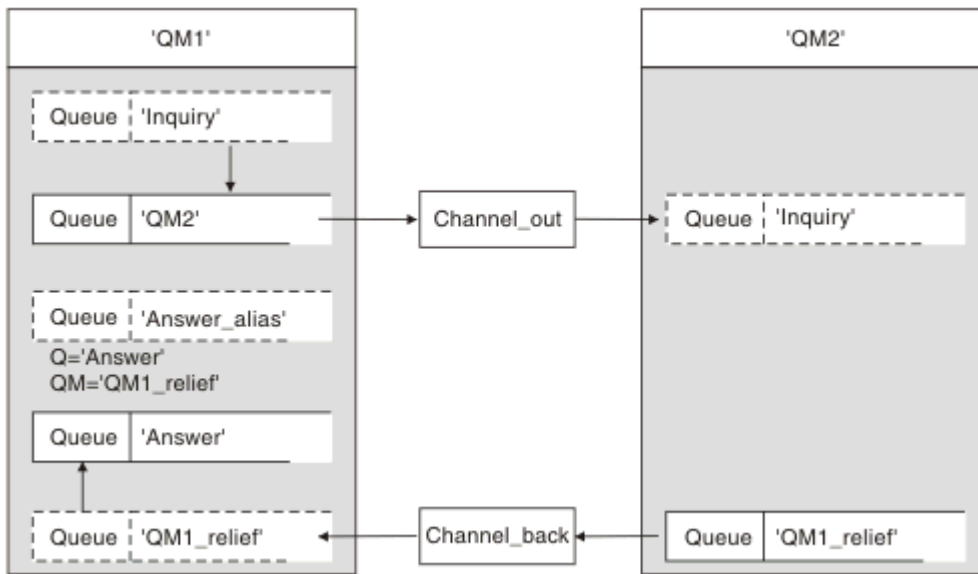 'QM1'
Queue 'Inquiry'
Queue 'QM2'
Queue 'Answer_alias'
Q='Answer'
QM='QM1_relief'
Queue 'Answer'
Queue 'QM1_relief'
Channel_out
Channel_back
'QM2'
Queue 'Inquiry'
Queue 'QM1_relief'